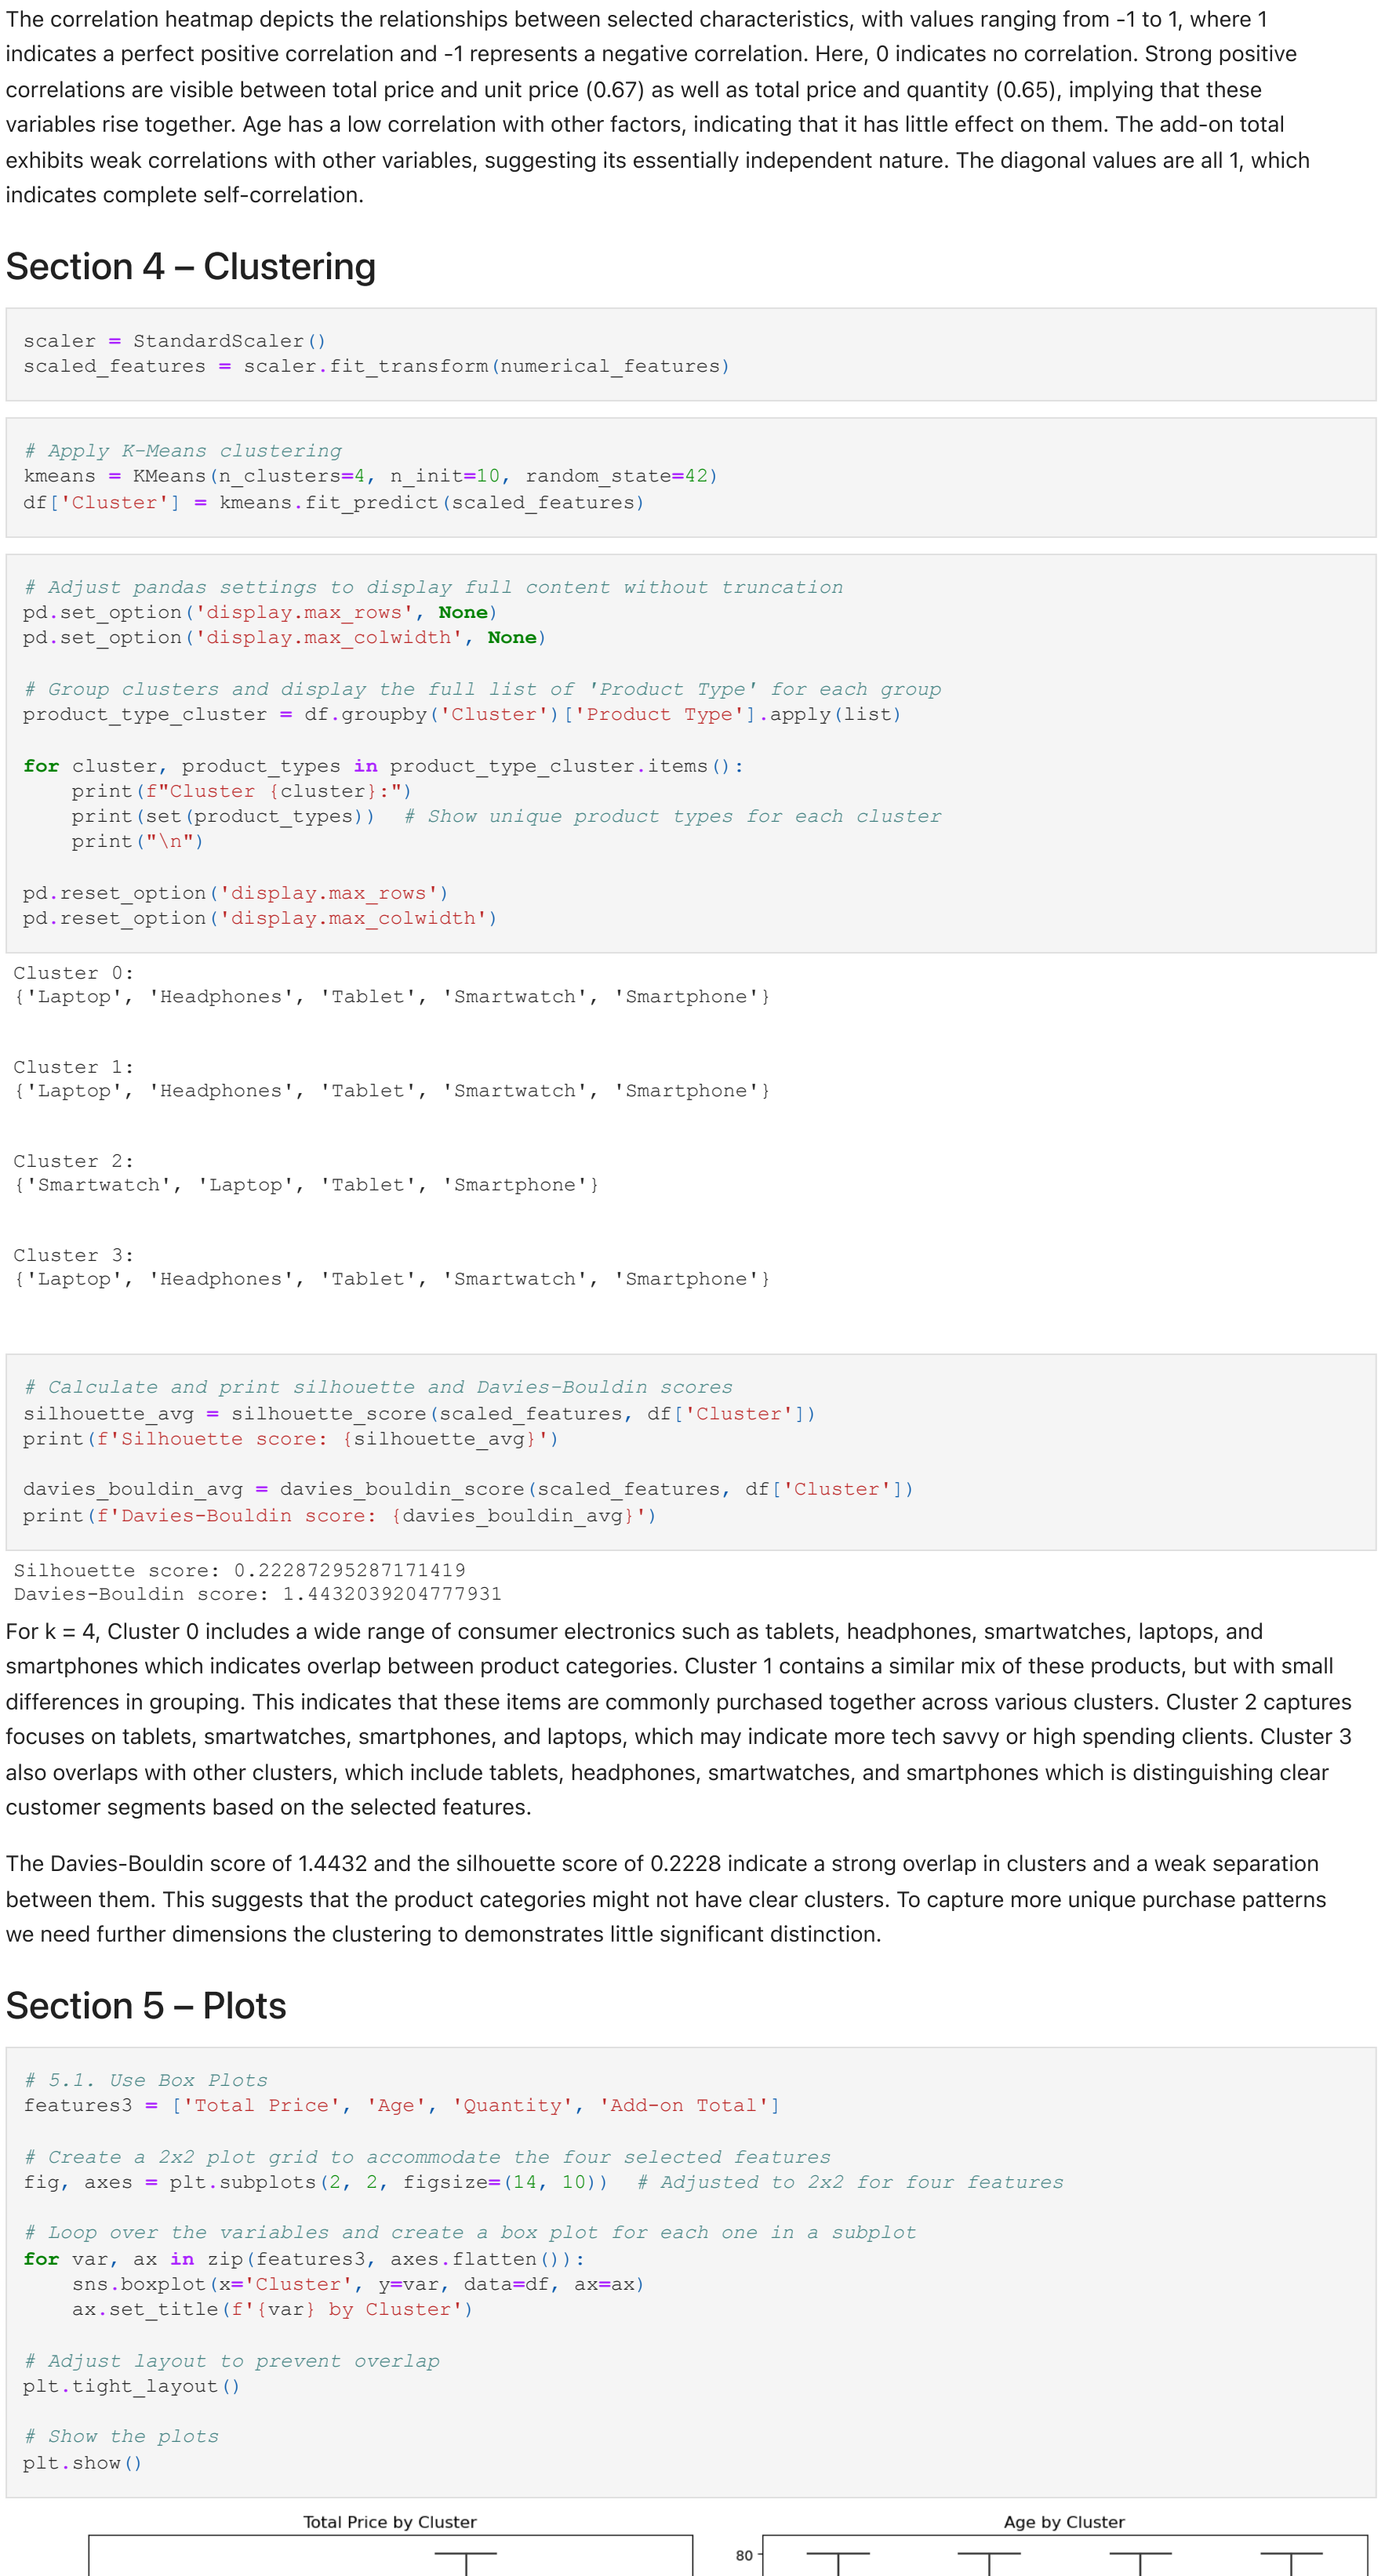 The correlation heatmap depicts the relationships between selected characteristics, with values ranging from -1 to 1, where 1
indicates a perfect positive correlation and -1 represents a negative correlation. Here, 0 indicates no correlation. Strong positive
correlations are visible between total price and unit price (0.67) as well as total price and quantity (0.65), implying that these
variables rise together. Age has a low correlation with other factors, indicating that it has little effect on them. The add-on total
exhibits weak correlations with other variables, suggesting its essentially independent nature. The diagonal values are all 1, which
indicates complete self-correlation.
Section 4 – Clustering
scaler = StandardScaler()
scaled_features = scaler.fit_transform(numerical_features)
# Apply K-Means clustering
kmeans = KMeans(n_clusters=4, n_init=10, random_state=42)
df['Cluster'] = kmeans.fit_predict(scaled_features)
# Adjust pandas settings to display full content without truncation
pd.set_option('display.max_rows', None)
pd.set_option('display.max_colwidth', None)
# Group clusters and display the full list of 'Product Type' for each group
product_type_cluster = df.groupby('Cluster')['Product Type'].apply(list)
for cluster, product_types in product_type_cluster.items():
    print(f"Cluster {cluster}:")
    print(set(product_types))  # Show unique product types for each cluster
    print("\n")
pd.reset_option('display.max_rows')
pd.reset_option('display.max_colwidth')
Cluster 0:
{'Laptop', 'Headphones', 'Tablet', 'Smartwatch', 'Smartphone'}
Cluster 1:
{'Laptop', 'Headphones', 'Tablet', 'Smartwatch', 'Smartphone'}
Cluster 2:
{'Smartwatch', 'Laptop', 'Tablet', 'Smartphone'}
Cluster 3:
{'Laptop', 'Headphones', 'Tablet', 'Smartwatch', 'Smartphone'}
# Calculate and print silhouette and Davies-Bouldin scores
silhouette_avg = silhouette_score(scaled_features, df['Cluster'])
print(f'Silhouette score: {silhouette_avg}')
davies_bouldin_avg = davies_bouldin_score(scaled_features, df['Cluster'])
print(f'Davies-Bouldin score: {davies_bouldin_avg}')
Silhouette score: 0.22287295287171419
Davies-Bouldin score: 1.4432039204777931
For k = 4, Cluster 0 includes a wide range of consumer electronics such as tablets, headphones, smartwatches, laptops, and
smartphones which indicates overlap between product categories. Cluster 1 contains a similar mix of these products, but with small
differences in grouping. This indicates that these items are commonly purchased together across various clusters. Cluster 2 captures
focuses on tablets, smartwatches, smartphones, and laptops, which may indicate more tech savvy or high spending clients. Cluster 3
also overlaps with other clusters, which include tablets, headphones, smartwatches, and smartphones which is distinguishing clear
customer segments based on the selected features.
The Davies-Bouldin score of 1.4432 and the silhouette score of 0.2228 indicate a strong overlap in clusters and a weak separation
between them. This suggests that the product categories might not have clear clusters. To capture more unique purchase patterns
we need further dimensions the clustering to demonstrates little significant distinction.
Section 5 – Plots
# 5.1. Use Box Plots
features3 = ['Total Price', 'Age', 'Quantity', 'Add-on Total']
# Create a 2x2 plot grid to accommodate the four selected features
fig, axes = plt.subplots(2, 2, figsize=(14, 10))  # Adjusted to 2x2 for four features
# Loop over the variables and create a box plot for each one in a subplot
for var, ax in zip(features3, axes.flatten()):
    sns.boxplot(x='Cluster', y=var, data=df, ax=ax)
    ax.set_title(f'{var} by Cluster')
# Adjust layout to prevent overlap
plt.tight_layout()
# Show the plots
plt.show()
Total Price by Cluster
Age by Cluster
80